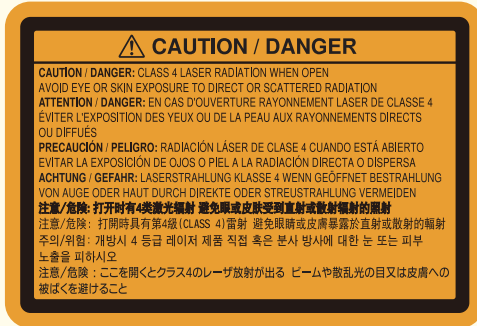 ⚠ CAUTION / DANGER
CAUTION / DANGER: CLASS 4 LASER RADIATION WHEN OPEN
AVOID EYE OR SKIN EXPOSURE TO DIRECT OR SCATTERED RADIATION
ATTENTION / DANGER: EN CAS D'OUVERTURE RAYONNEMENT LASER DE CLASSE 4
ÉVITER L'EXPOSITION DES YEUX OU DE LA PEAU AUX RAYONNEMENTS DIRECTS
OU DIFFUÉS
PRECAUCIÓN / PELIGRO: RADIACIÓN LÁSER DE CLASE 4 CUANDO ESTÁ ABIERTO
EVITAR LA EXPOSICIÓN DE OJOS O PIEL A LA RADIACIÓN DIRECTA O DISPERSA
ACHTUNG / GEFAHR: LASERSTRAHLUNG KLASSE 4 WENN GEÖFFNET BESTRAHLUNG
VON AUGE ODER HAUT DURCH DIREKTE ODER STREUSTRAHLUNG VERMEIDEN
注意/危险: 打开时有4类激光辐射 避免眼或皮肤受到直射或散射辐射的照射
注意/危險: 打開時具有第4級(CLASS 4)雷射 避免眼睛或皮膚暴露於直射或散射的輻射
주의/위험: 개방시 4 등급 레이저 제품 직접 혹은 분사 방사에 대한 눈 또는 피부
노출을 피하시오
注意/危険 : ここを開くとクラス4のレーザ放射が出る ビームや散乱光の目又は皮膚への
被ばくを避けること